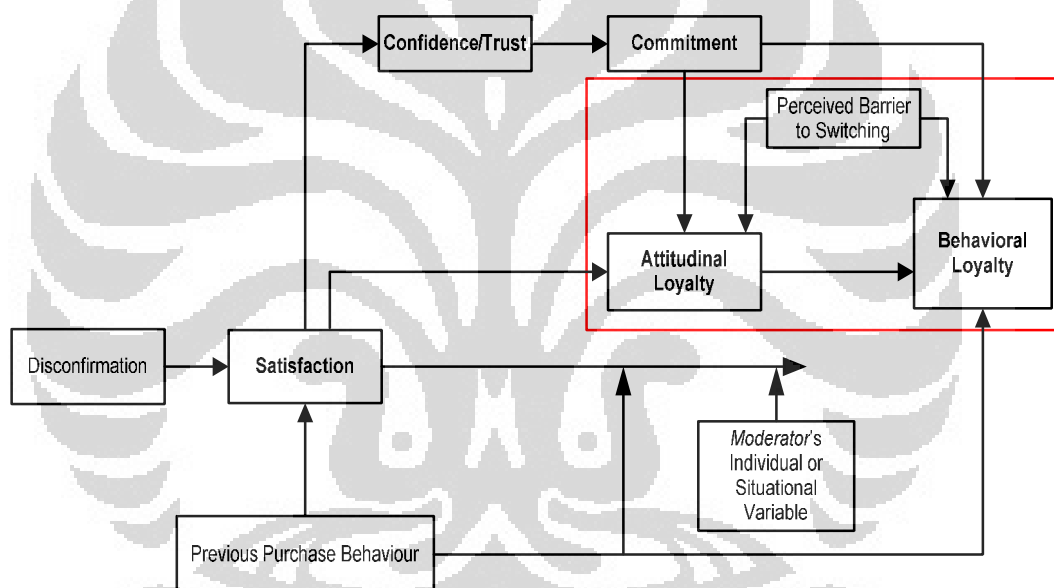 Confidence/Trust
Commitment
Perceived Barrier
to Switching
Attitudinal
Loyalty
Behavioral
Loyalty
Disconfirmation
Satisfaction
Moderator's
Individual or
Situational
Variable
Previous Purchase Behaviour